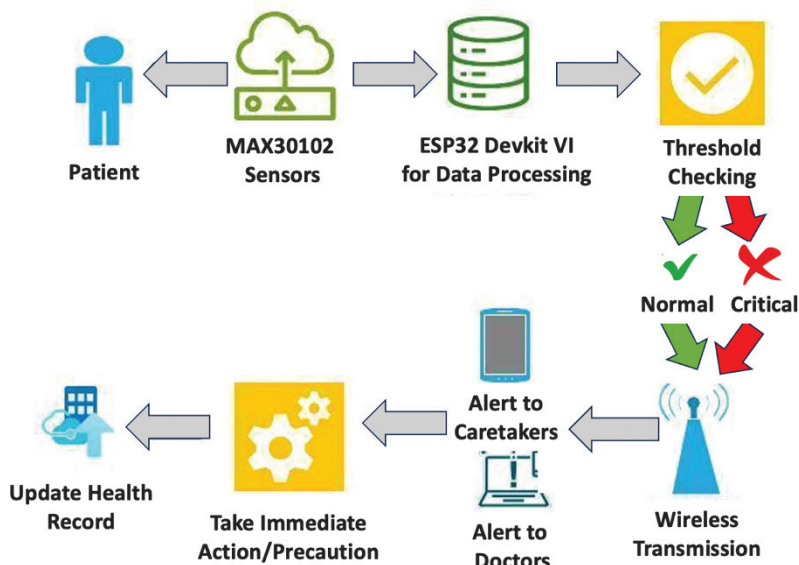 Patient
MAX30102
Sensors
ESP32 Devkit VI
for Data Processing
Threshold
Checking
Normal
Critical
Alert to
Caretakers
Update Health
Record
Take Immediate
Action/Precaution
Alert to
Doctors
Wireless
Transmission